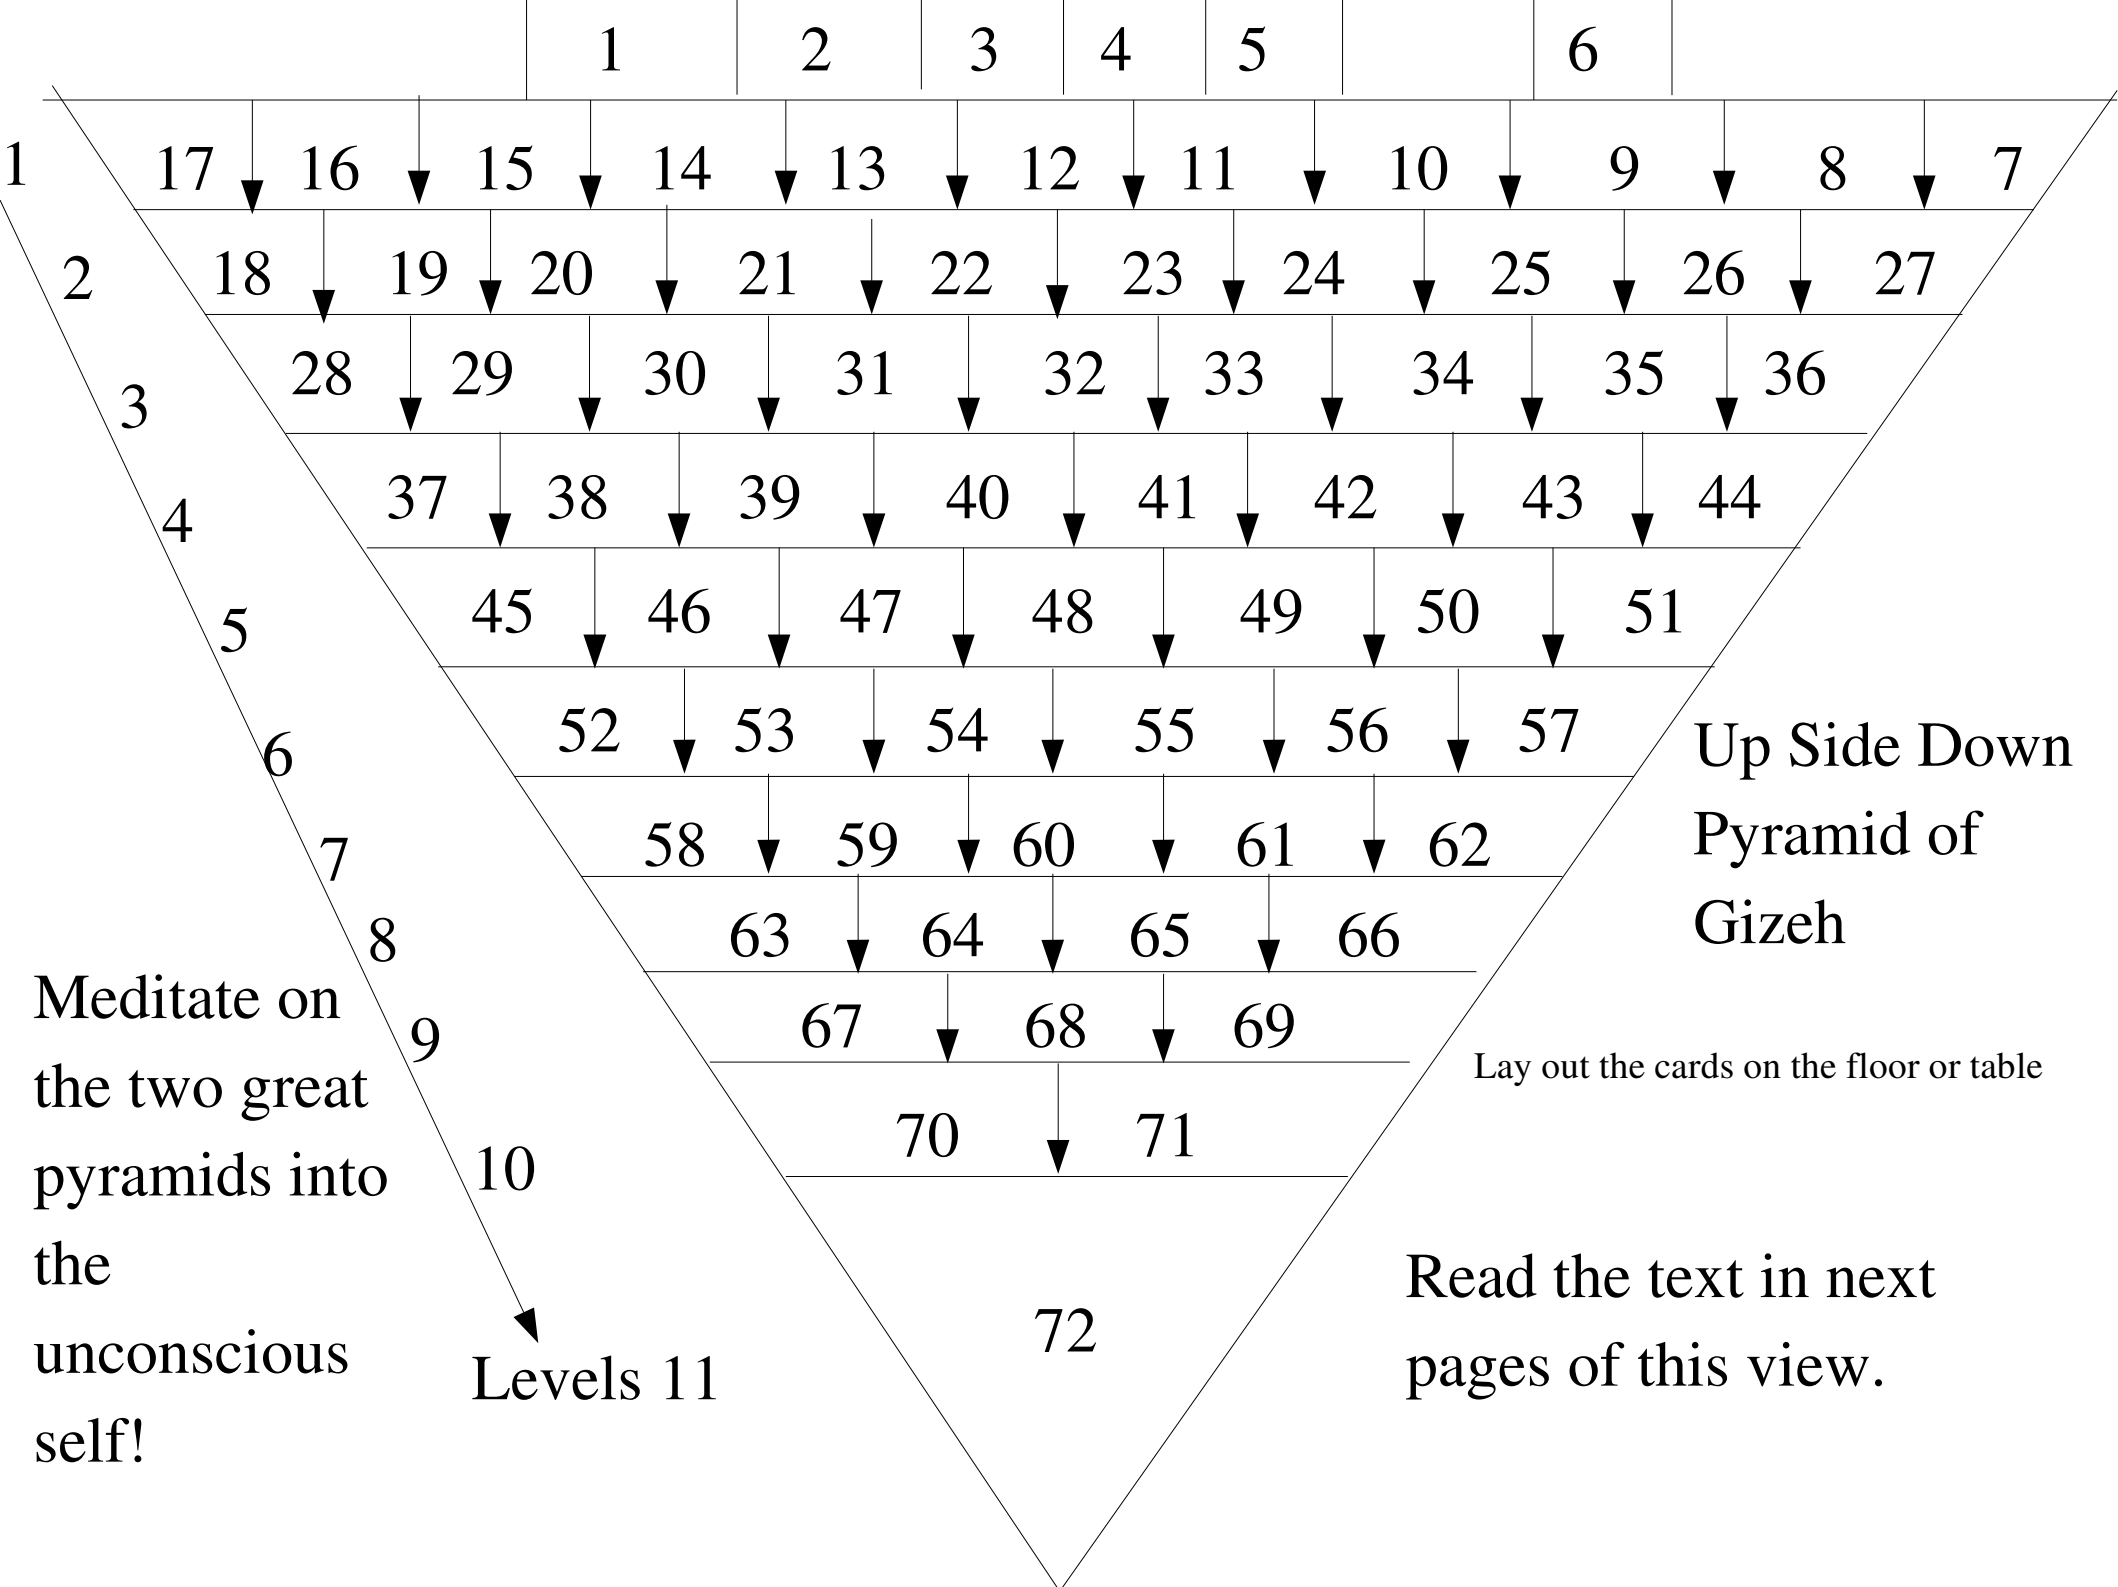 1 2 3 4 5 6
1 17 16 15 14 13 12 11 10 9 8 7
2 18 19 20 21 22 23 24 25 26 27
3 28 29 30 31 32 33 34 35 36
4 37 38 39 40 41 42 43 44
5 45 46 47 48 49 50 51
6 52 53 54 55 56 57
7 58 59 60 61 62
8 63 64 65 66
9 67 68 69
10 70 71
Levels 11 72
Up Side Down
Pyramid of
Gizeh
Lay out the cards on the floor or table
Meditate on
the two great
pyramids into
the
unconscious
self!
Read the text in next
pages of this view.